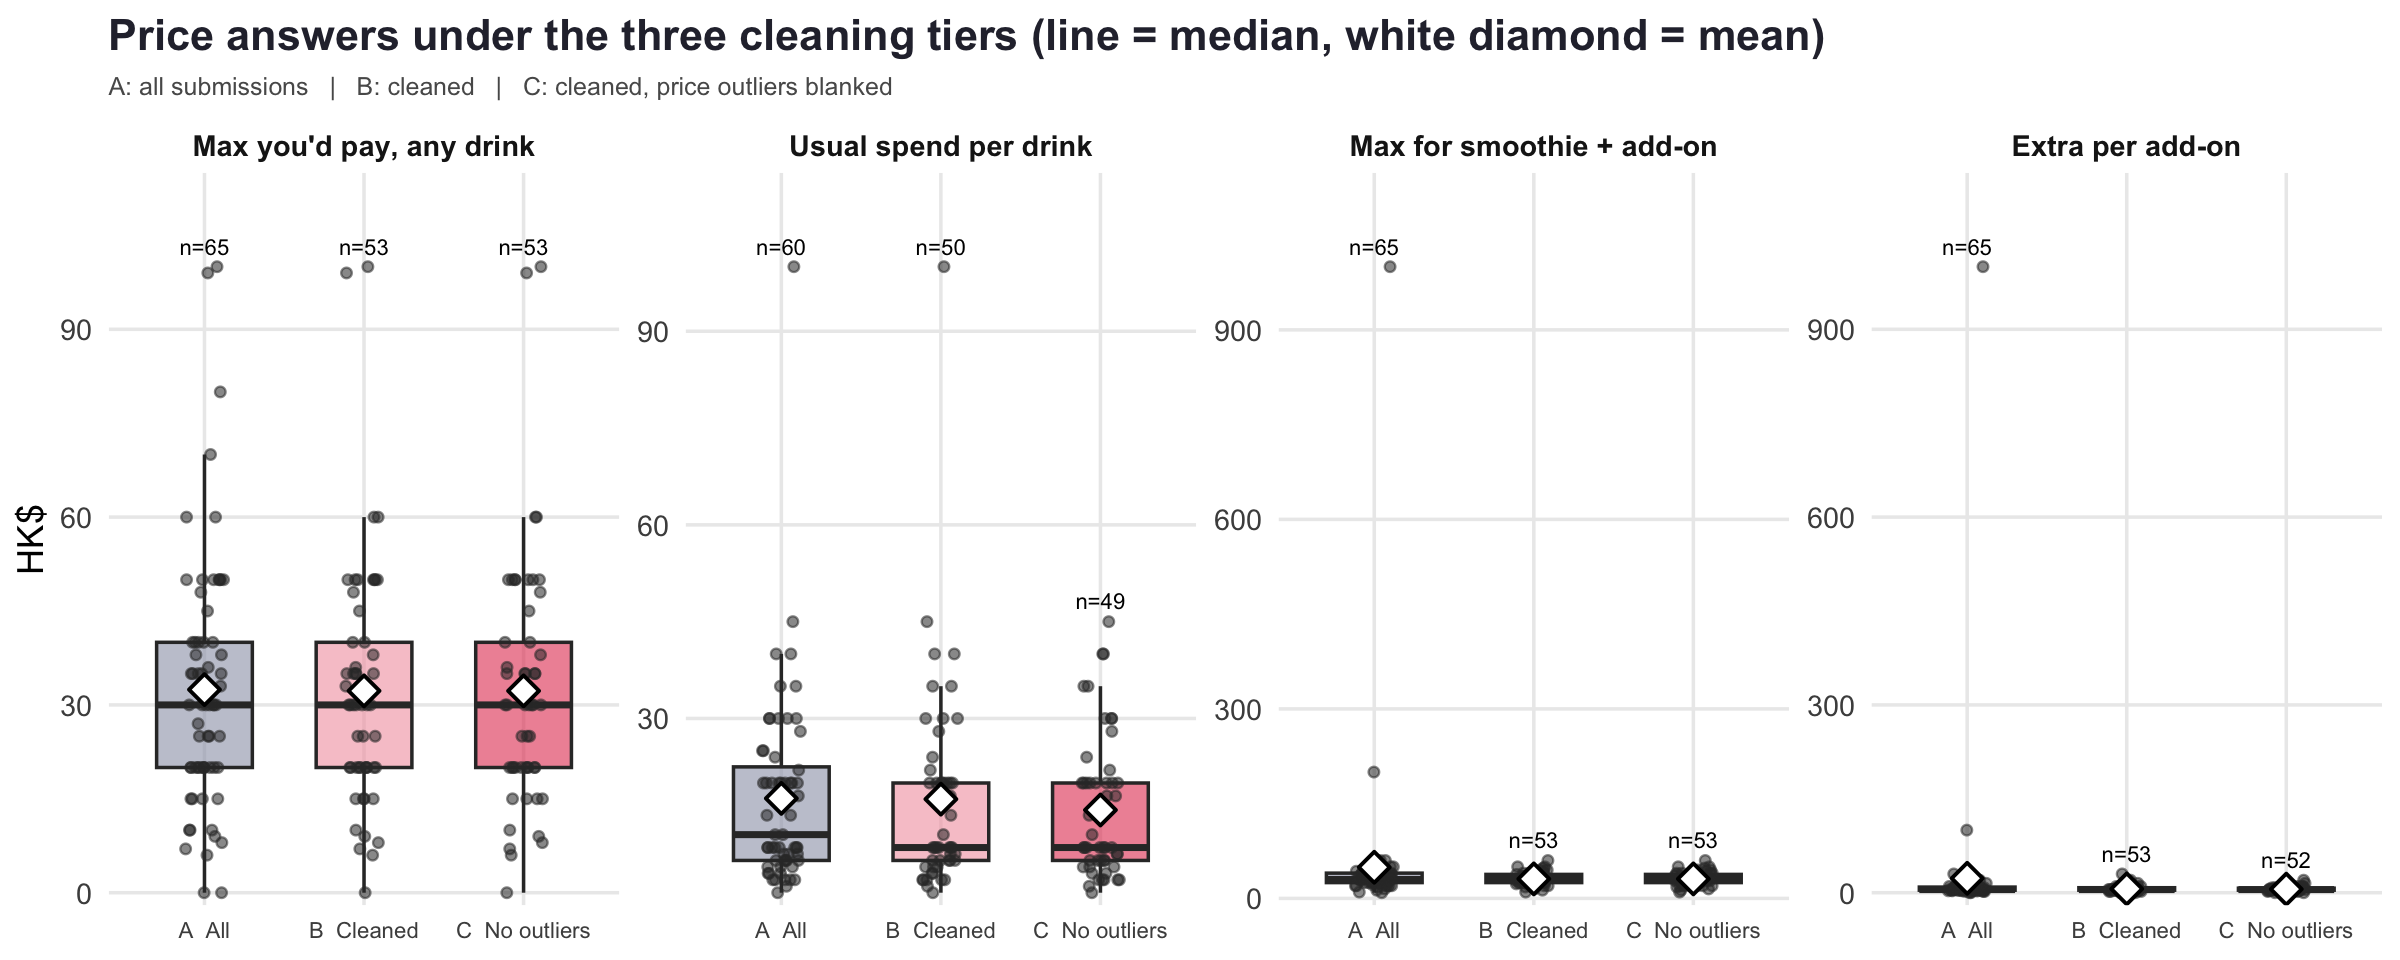 Price answers under the three cleaning tiers (line = median, white diamond = mean)
A: all submissions | B: cleaned | C: cleaned, price outliers blanked
Max you'd pay, any drink
Usual spend per drink
Max for smoothie + add-on
Extra per add-on
HK$
n=65
n=53
n=53
90
60
30
0
A All
B Cleaned
C No outliers
n=60
n=50
n=49
90
60
30
A All
B Cleaned
C No outliers
n=65
n=53
n=53
900
600
300
0
A All
B Cleaned
C No outliers
n=65
n=53
n=52
900
600
300
0
A All
B Cleaned
C No outliers